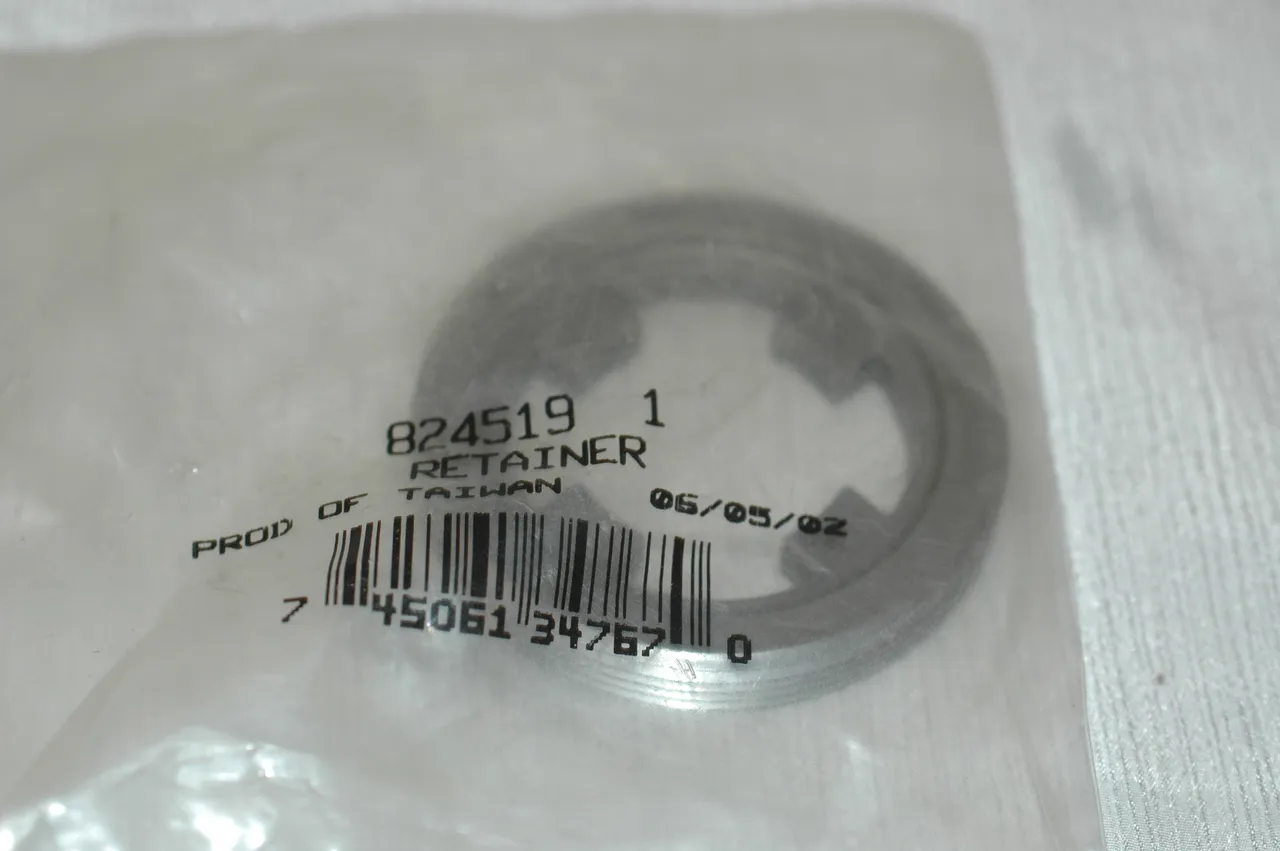 824519 1
RETAINER
PROD OF TAIWAN 06/05/02
7 45061 34767 0